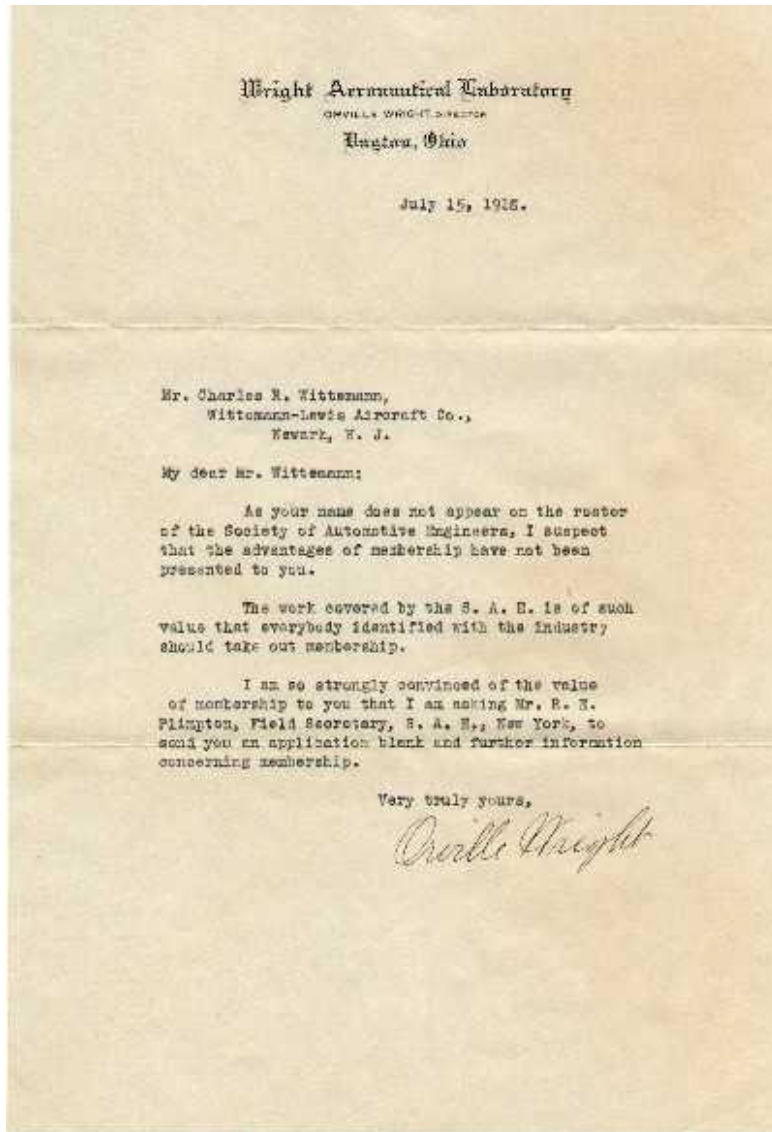 Wright Aeronautical Laboratory
ORVILLE WRIGHT, DIRECTOR
Dayton, Ohio
July 15, 1918.
Mr. Charles R. Wittemann,
Wittemann-Lewis Aircraft Co.,
Newark, N. J.
My dear Mr. Wittemann:
As your name does not appear on the roster
of the Society of Automotive Engineers, I suspect
that the advantages of membership have not been
presented to you.
The work covered by the S. A. E. is of such
value that everybody identified with the industry
should take out membership.
I am so strongly convinced of the value
of membership to you that I am asking Mr. R. E.
Plimpton, Field Secretary, S. A. E., New York, to
send you an application blank and further information
concerning membership.
Very truly yours,
Orville Wright